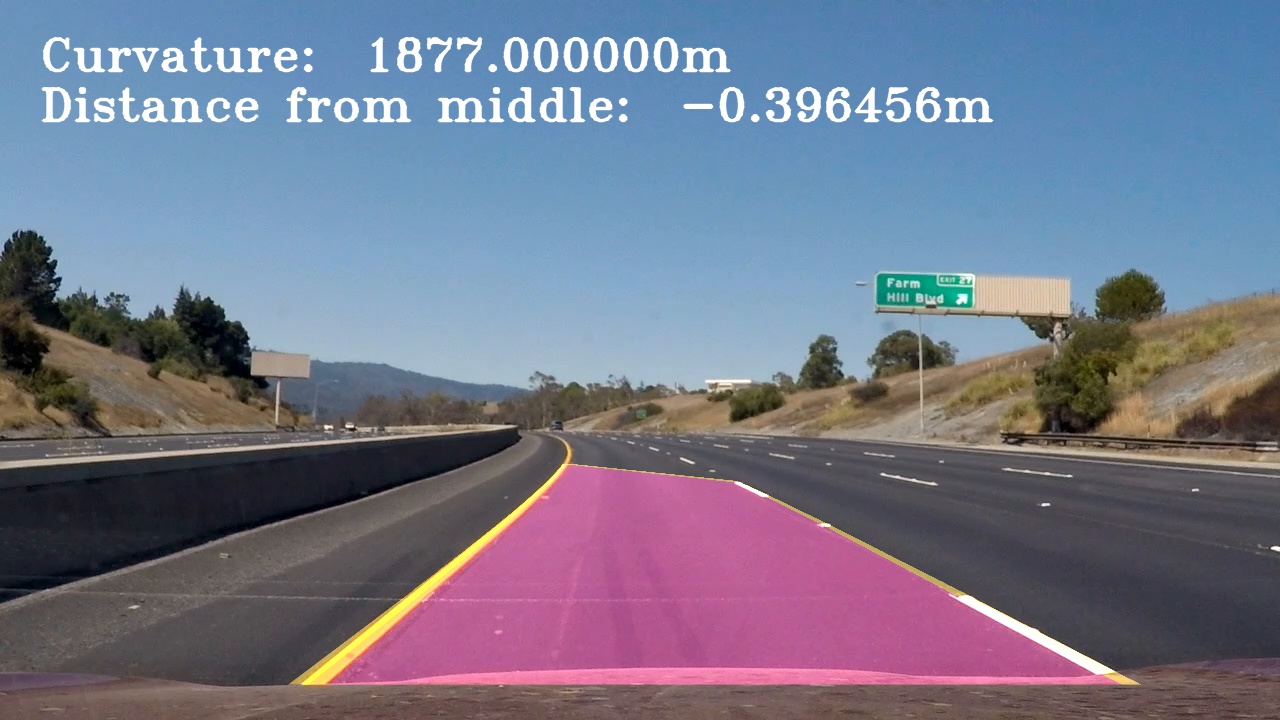 Curvature:  1877.000000m
Distance from middle:  −0.396456m
EXIT 27
Farm
Hill Blvd